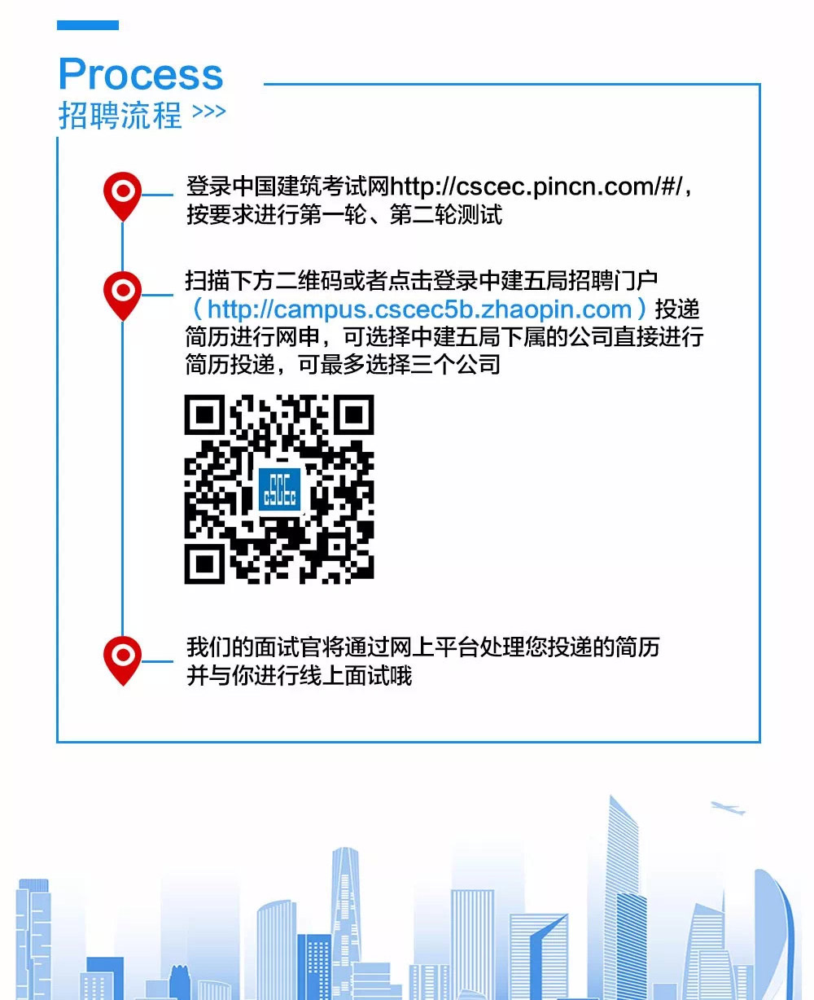 Process
招聘流程 >>>
登录中国建筑考试网http://cscec.pincn.com/#/，
按要求进行第一轮、第二轮测试
扫描下方二维码或者点击登录中建五局招聘门户
（http://campus.cscec5b.zhaopin.com）投递
简历进行网申，可选择中建五局下属的公司直接进行
简历投递，可最多选择三个公司
cSCEc
我们的面试官将通过网上平台处理您投递的简历
并与你进行线上面试哦